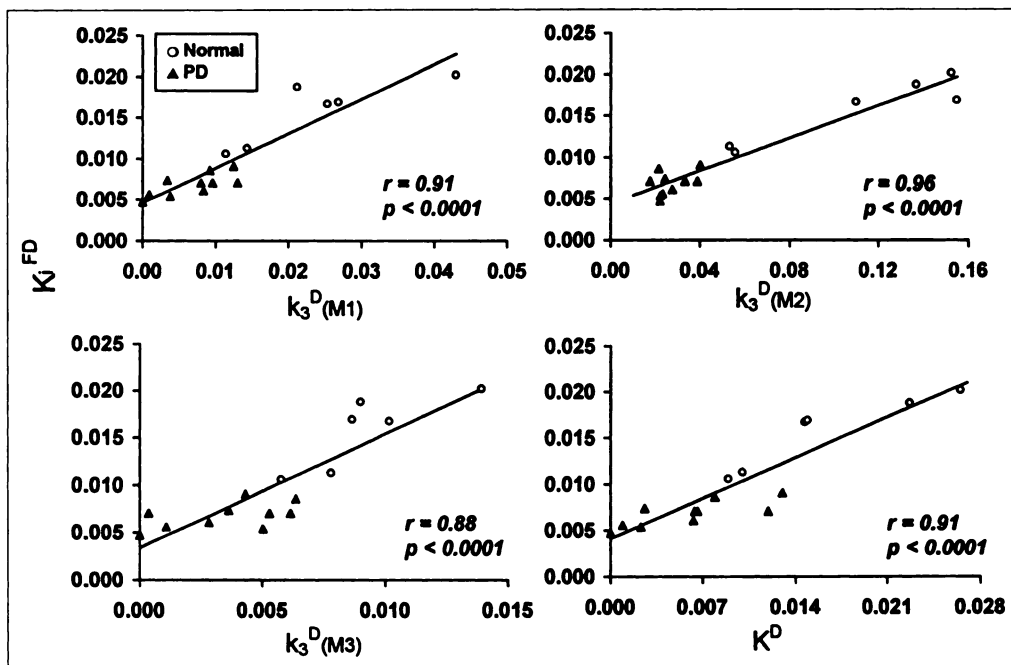 0.025
0.020
0.015
0.010
0.005
0.000
Normal
PD
r = 0.91
p < 0.0001
0.00 0.01 0.02 0.03 0.04 0.05
k₃ᴰ(M1)
0.025
0.020
0.015
0.010
0.005
0.000
r = 0.96
p < 0.0001
0.00 0.04 0.08 0.12 0.16
k₃ᴰ(M2)
Kᵢᶠᴰ
0.025
0.020
0.015
0.010
0.005
0.000
r = 0.88
p < 0.0001
0.000 0.005 0.010 0.015
k₃ᴰ(M3)
0.025
0.020
0.015
0.010
0.005
0.000
r = 0.91
p < 0.0001
0.000 0.007 0.014 0.021 0.028
Kᴰ